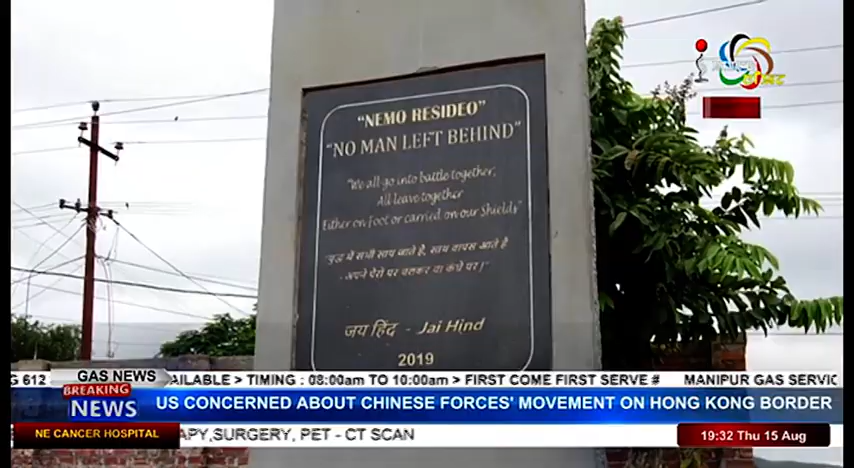 "NEMO RESIDEO"
"NO MAN LEFT BEHIND"
"We all go into battle together,
All leave together
Either on Foot or carried on our Shields"
"युद्ध में सभी साथ जाते है, साथ वापस आते है
- अपने पैरो पर चलकर या कंधे पर।"
जय हिंद - Jai Hind
2019
G 612
GAS NEWS
AILABLE > TIMING : 08:00am TO 10:00am > FIRST COME FIRST SERVE #
MANIPUR GAS SERVIC
BREAKING
NEWS
US CONCERNED ABOUT CHINESE FORCES' MOVEMENT ON HONG KONG BORDER
NE CANCER HOSPITAL
APY,SURGERY, PET - CT SCAN
19:32 Thu 15 Aug